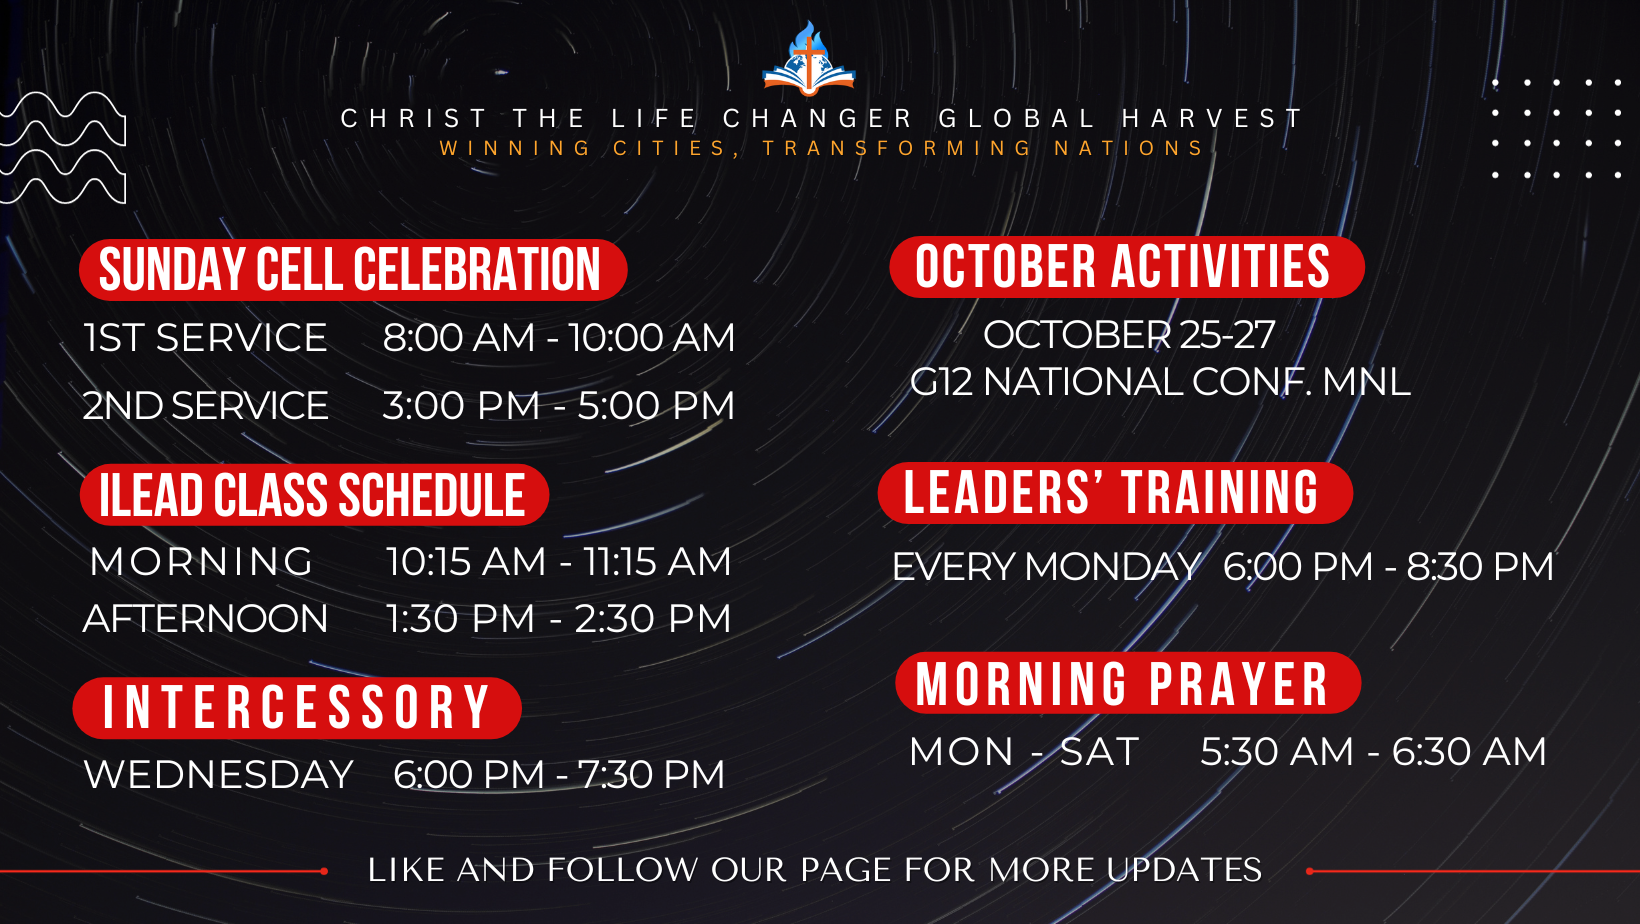 CHRIST THE LIFE CHANGER GLOBAL HARVEST
WINNING CITIES, TRANSFORMING NATIONS
SUNDAY CELL CELEBRATION
1ST SERVICE 8:00 AM - 10:00 AM
2ND SERVICE 3:00 PM - 5:00 PM
ILEAD CLASS SCHEDULE
MORNING 10:15 AM - 11:15 AM
AFTERNOON 1:30 PM - 2:30 PM
INTERCESSORY
WEDNESDAY 6:00 PM - 7:30 PM
OCTOBER ACTIVITIES
OCTOBER 25-27
G12 NATIONAL CONF. MNL
LEADERS’ TRAINING
EVERY MONDAY 6:00 PM - 8:30 PM
MORNING PRAYER
MON - SAT 5:30 AM - 6:30 AM
LIKE AND FOLLOW OUR PAGE FOR MORE UPDATES